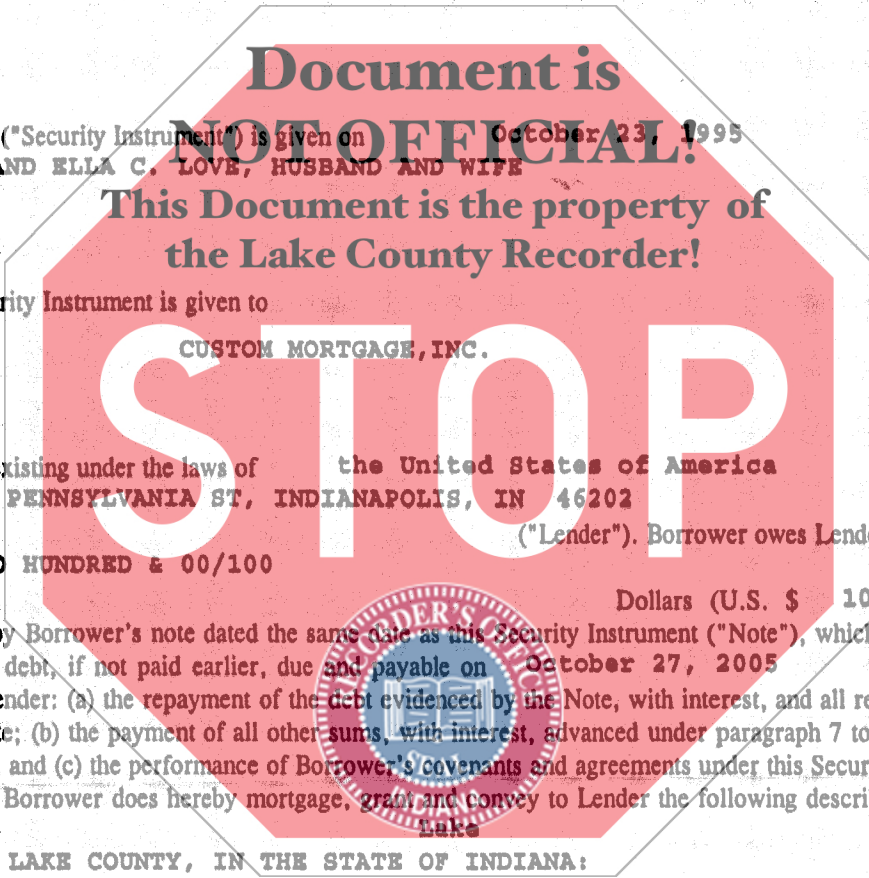 Document is
NOT OFFICIAL!
This Document is the property of
the Lake County Recorder!
STOP
("Security Instrument") is given on October 23, 1995
AND ELLA C. LOVE, HUSBAND AND WIFE
rity Instrument is given to
CUSTOM MORTGAGE,INC.
xisting under the laws of the United States of America
PENNSYLVANIA ST, INDIANAPOLIS, IN 46202
("Lender"). Borrower owes Lende
O HUNDRED & 00/100
Dollars (U.S. $ 10
y Borrower's note dated the same date as this Security Instrument ("Note"), which
debt, if not paid earlier, due and payable on October 27, 2005
ender: (a) the repayment of the debt evidenced by the Note, with interest, and all re
e; (b) the payment of all other sums, with interest, advanced under paragraph 7 to
and (c) the performance of Borrower's covenants and agreements under this Secur
Borrower does hereby mortgage, grant and convey to Lender the following descri
Lake
LAKE COUNTY, IN THE STATE OF INDIANA:
RECORDER'S OFFICE
SEAL
INDIANA